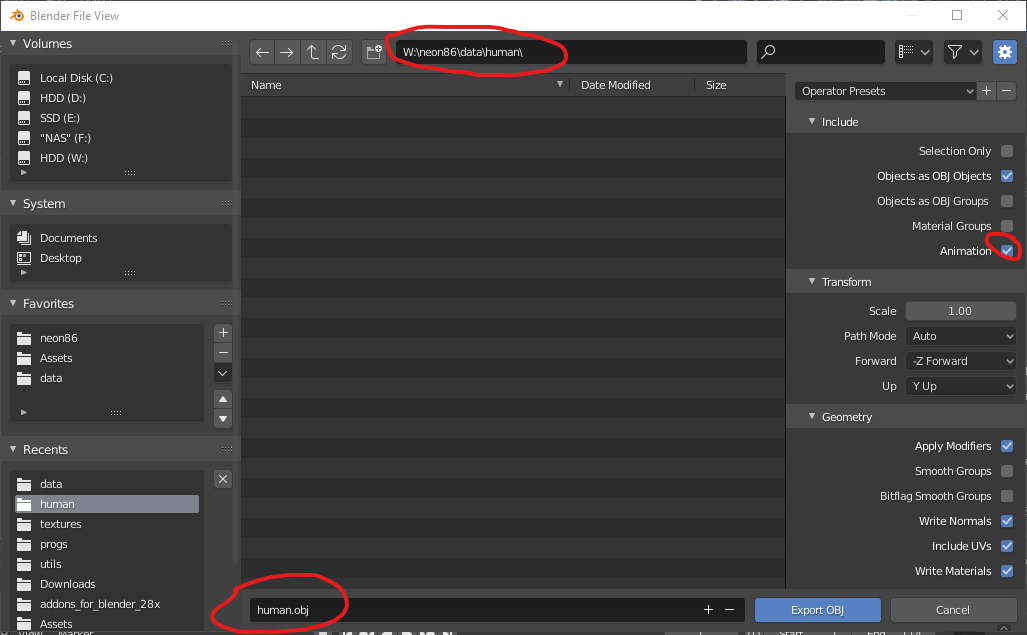 Blender File View
Volumes
Local Disk (C:)
HDD (D:)
SSD (E:)
"NAS" (F:)
HDD (W:)
System
Documents
Desktop
Favorites
neon86
Assets
data
Recents
data
human
textures
progs
utils
Downloads
addons_for_blender_28x
Assets
W:\neon86\data\human\
Name Date Modified Size
human.obj
Operator Presets
Include
Selection Only
Objects as OBJ Objects
Objects as OBJ Groups
Material Groups
Animation
Transform
Scale 1.00
Path Mode Auto
Forward -Z Forward
Up Y Up
Geometry
Apply Modifiers
Smooth Groups
Bitflag Smooth Groups
Write Normals
Include UVs
Write Materials
Export OBJ Cancel
View Marker Start End